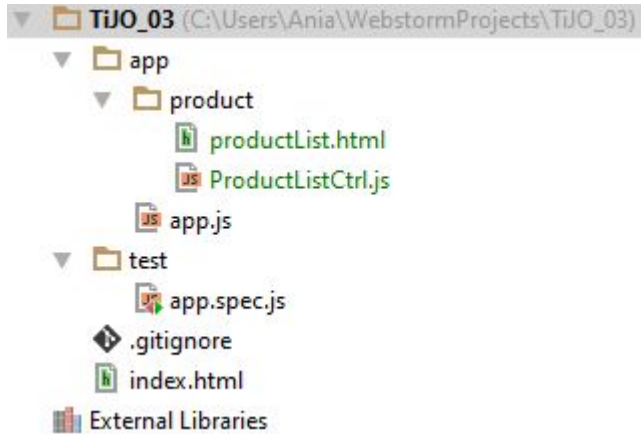 TiJO_03 (C:\Users\Ania\WebstormProjects\TiJO_03)
app
product
productList.html
ProductListCtrl.js
app.js
test
app.spec.js
.gitignore
index.html
External Libraries